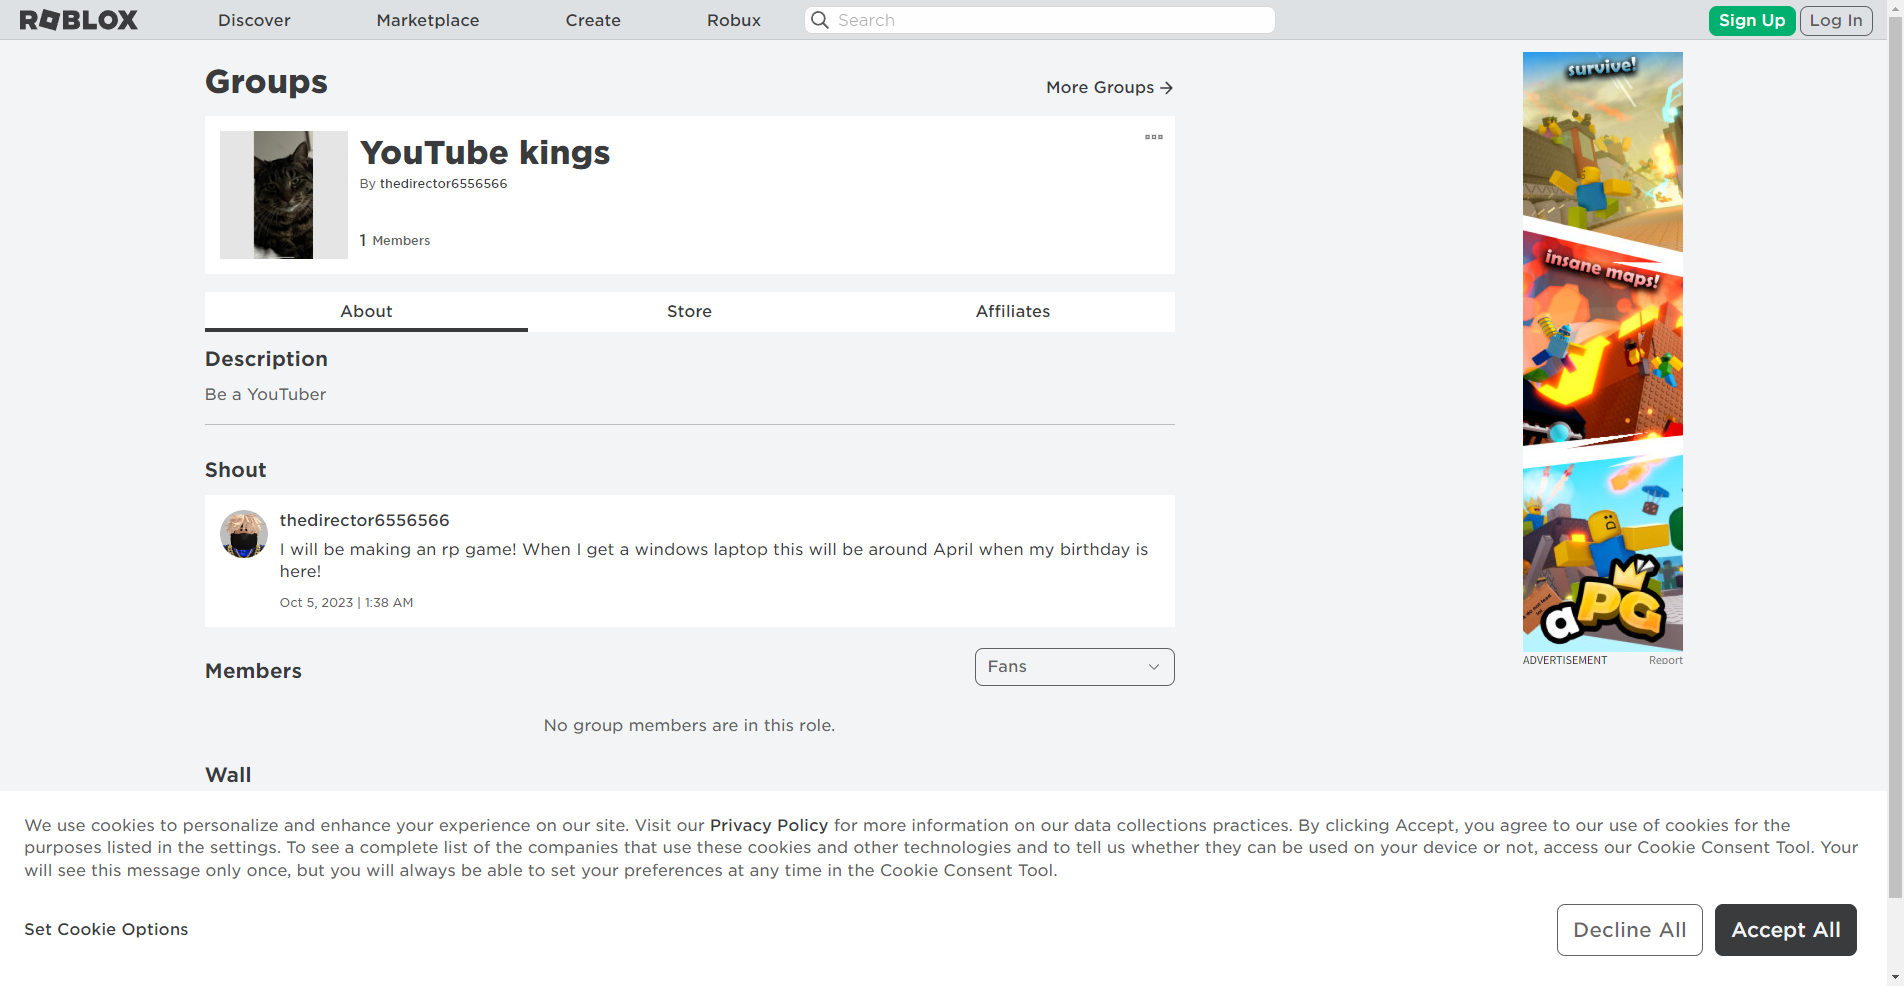 ROBLOX
Discover
Marketplace
Create
Robux
Search
Sign Up
Log In
Groups
More Groups
YouTube kings
By thedirector6556566
1 Members
About
Store
Affiliates
Description
Be a YouTuber
Shout
thedirector6556566
I will be making an rp game! When I get a windows laptop this will be around April when my birthday is
here!
Oct 5, 2023 | 1:38 AM
Members
Fans
No group members are in this role.
Wall
survive!
insane maps!
aPG
ADVERTISEMENT
Report
We use cookies to personalize and enhance your experience on our site. Visit our Privacy Policy for more information on our data collections practices. By clicking Accept, you agree to our use of cookies for the
purposes listed in the settings. To see a complete list of the companies that use these cookies and other technologies and to tell us whether they can be used on your device or not, access our Cookie Consent Tool. Your
will see this message only once, but you will always be able to set your preferences at any time in the Cookie Consent Tool.
Set Cookie Options
Decline All
Accept All